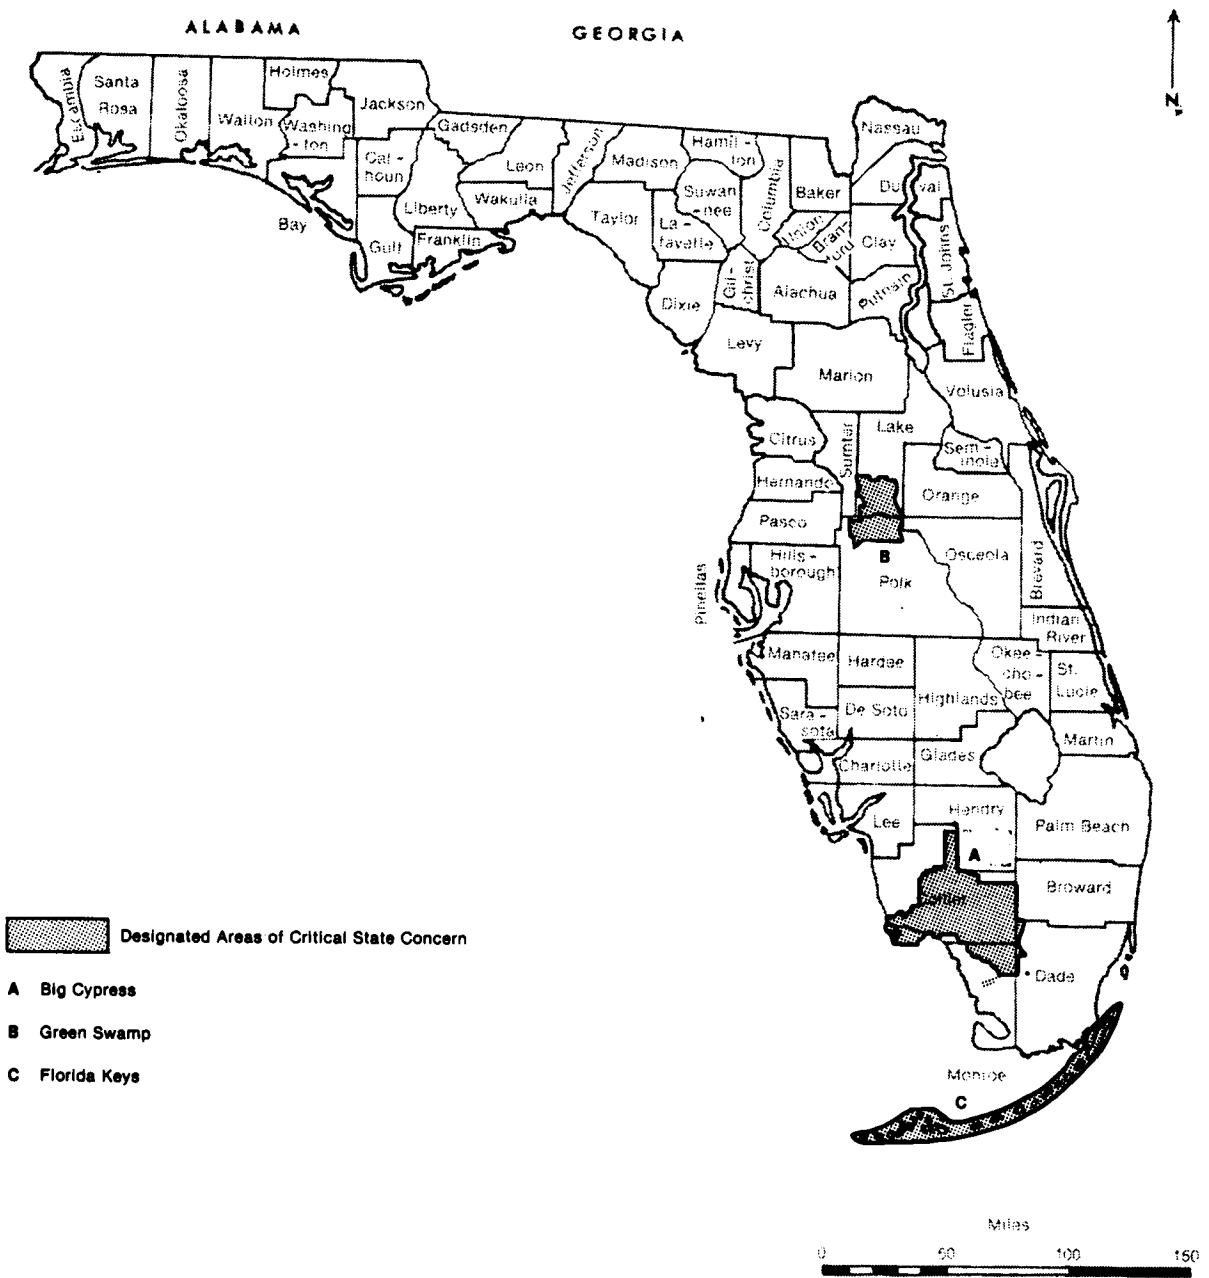 ALABAMA
GEORGIA
N
Escambia
Santa
Rosa
Okaloosa
Walton
Holmes
Washing
- ton
Jackson
Bay
Cal -
houn
Gulf
Gadsden
Liberty
Franklin
Leon
Wakulla
Jefferson
Madison
Taylor
Hamil -
ton
Suwan
- nee
La -
fayette
Dixie
Columbia
Gil -
christ
Baker
Union
Bran-
Nassau
Du val
Clay
St. Johns
Alachua
Putnam
Flagler
Levy
Marion
Volusia
Citrus
Sumter
Lake
Sem -
inole
Hernando
Orange
Pasco
B
Osceola
Brevard
Pinellas
Hills -
borough
Polk
Indian
River
Manatee
Hardee
Highlands
Okee -
cho -
bee
St.
Lucie
Sara -
sota
De Soto
Charlotte
Glades
Martin
Lee
Hendry
Palm Beach
A
Collier
Broward
Dade
Monroe
C
Designated Areas of Critical State Concern
A Big Cypress
B Green Swamp
C Florida Keys
Miles
0 50 100 150